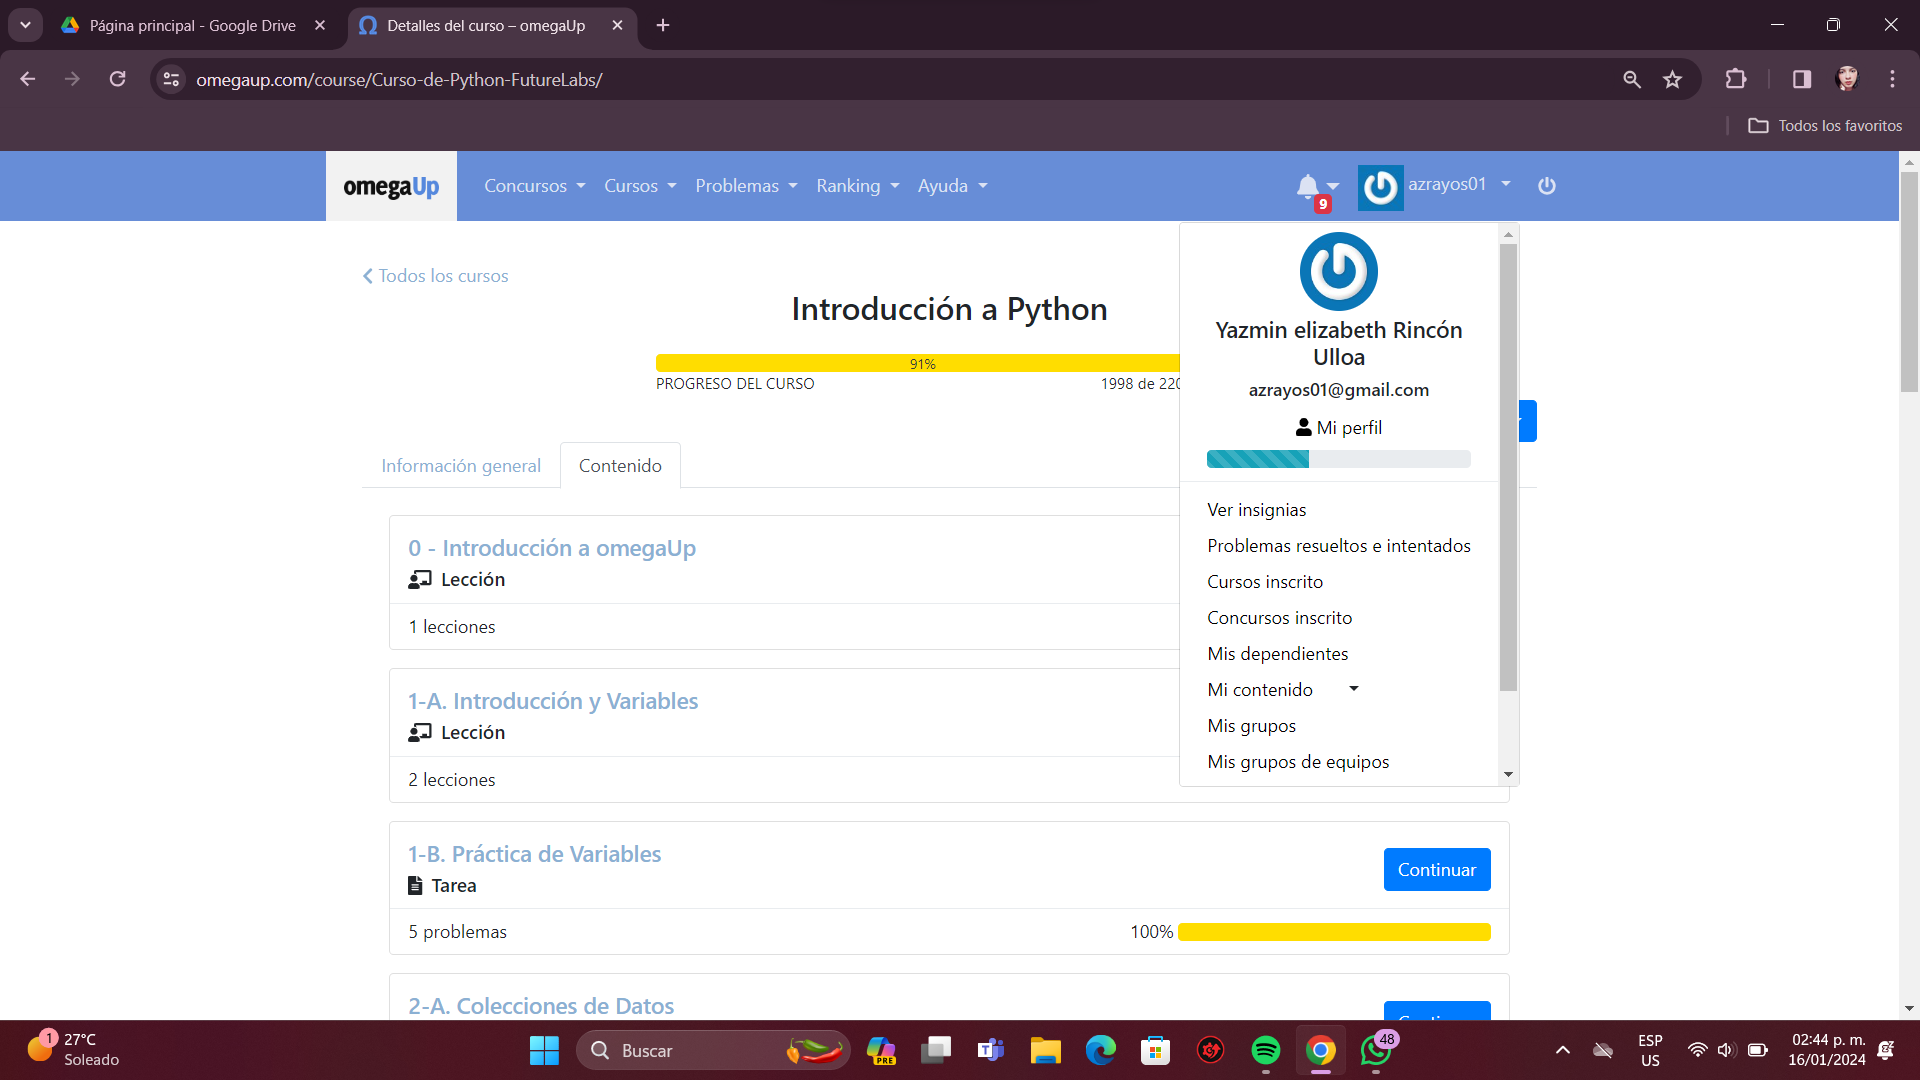 Página principal - Google Drive
Detalles del curso – omegaUp
omegaup.com/course/Curso-de-Python-FutureLabs/
Todos los favoritos
omegaUp
Concursos
Cursos
Problemas
Ranking
Ayuda
9
azrayos01
Todos los cursos
Introducción a Python
91%
PROGRESO DEL CURSO
1998 de 220
Yazmin elizabeth Rincón
Ulloa
azrayos01@gmail.com
Mi perfil
Ver insignias
Problemas resueltos e intentados
Cursos inscrito
Concursos inscrito
Mis dependientes
Mi contenido
Mis grupos
Mis grupos de equipos
Información general
Contenido
0 - Introducción a omegaUp
Lección
1 lecciones
1-A. Introducción y Variables
Lección
2 lecciones
1-B. Práctica de Variables
Tarea
Continuar
5 problemas
100%
2-A. Colecciones de Datos
1
27°C
Soleado
Buscar
PRE
48
ESP
US
02:44 p. m.
16/01/2024